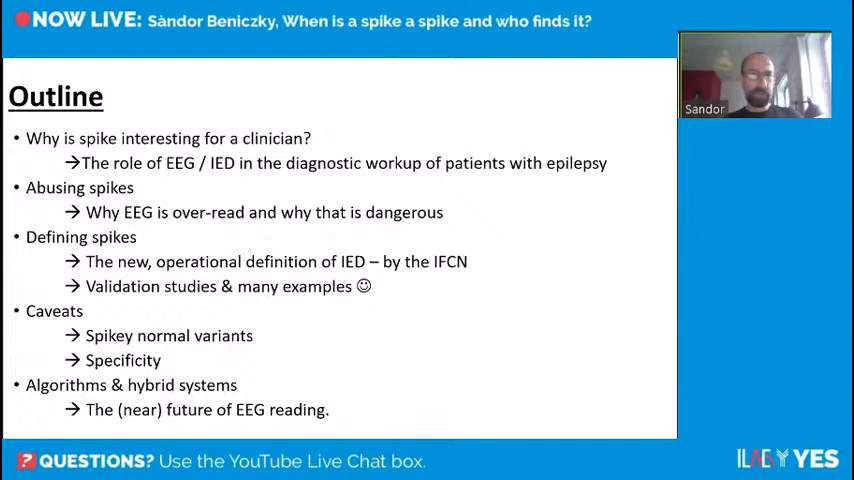 NOW LIVE: Sàndor Beniczky, When is a spike a spike and who finds it?
Sandor
Outline
• Why is spike interesting for a clinician?
→The role of EEG / IED in the diagnostic workup of patients with epilepsy
• Abusing spikes
→ Why EEG is over-read and why that is dangerous
• Defining spikes
→ The new, operational definition of IED – by the IFCN
→ Validation studies & many examples ☺
• Caveats
→ Spikey normal variants
→ Specificity
• Algorithms & hybrid systems
→ The (near) future of EEG reading.
? QUESTIONS? Use the YouTube Live Chat box.
ILAE YES